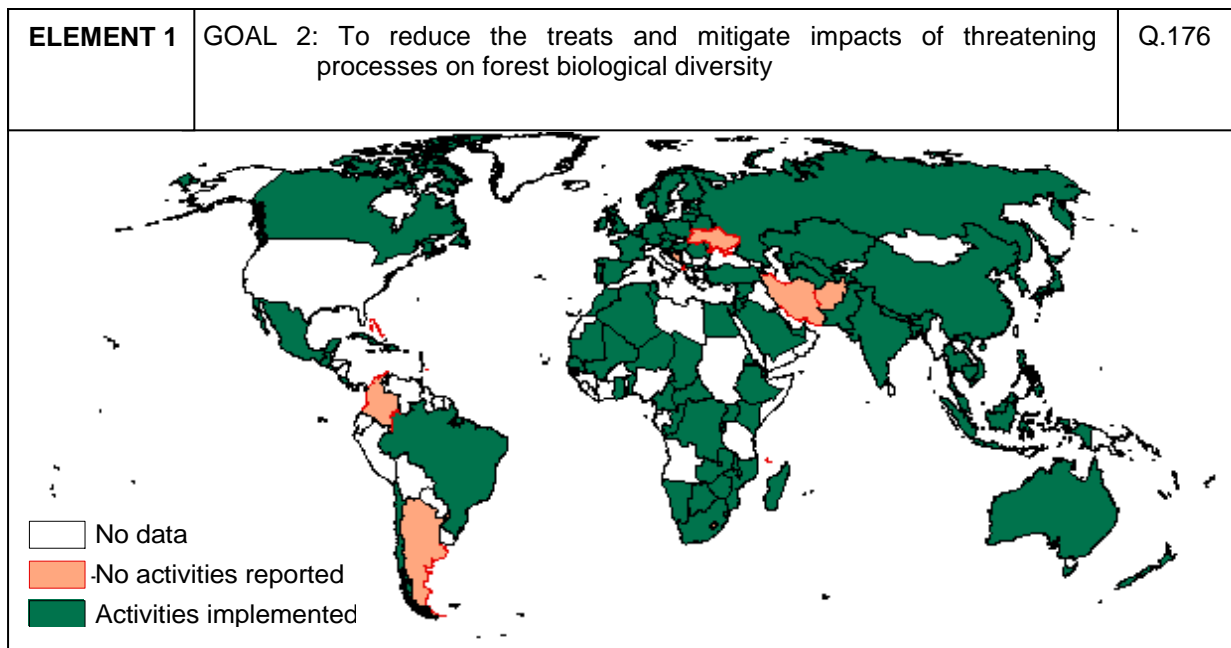 ELEMENT 1
GOAL 2: To reduce the treats and mitigate impacts of threatening
processes on forest biological diversity
Q.176
No data
-No activities reported
Activities implemented